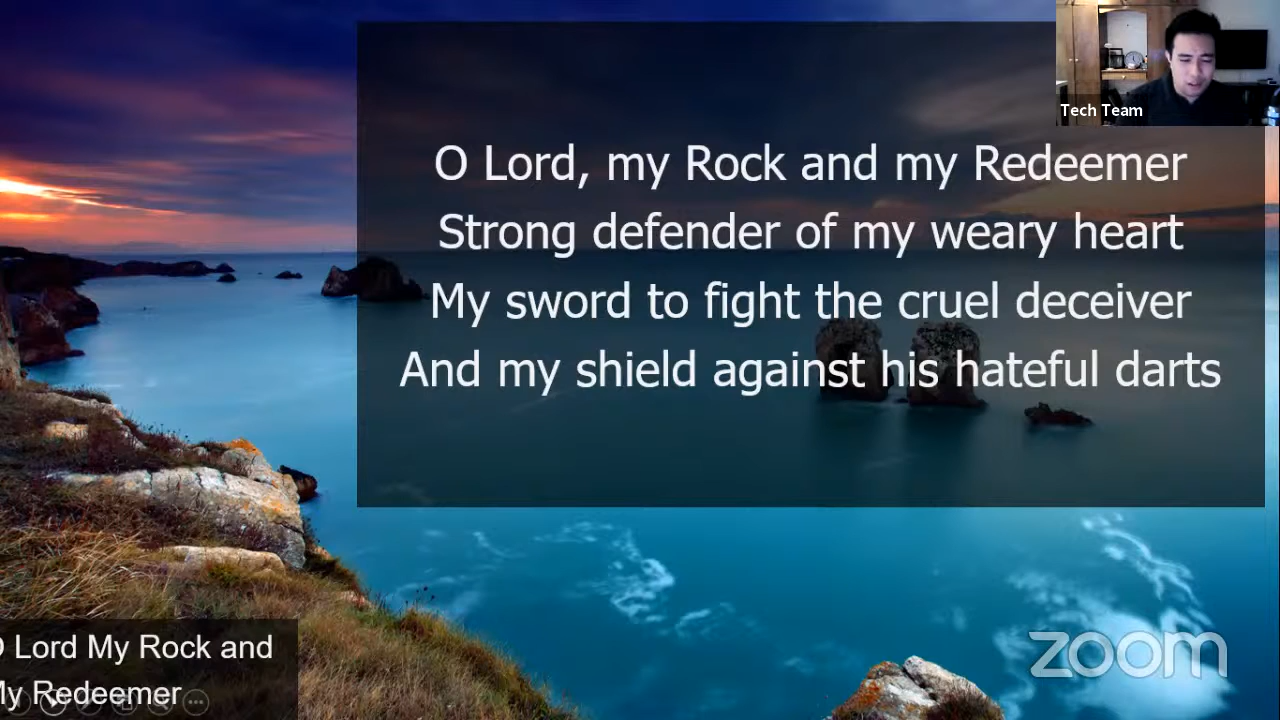 Tech Team
O Lord, my Rock and my Redeemer
Strong defender of my weary heart
My sword to fight the cruel deceiver
And my shield against his hateful darts
O Lord My Rock and
My Redeemer
zoom